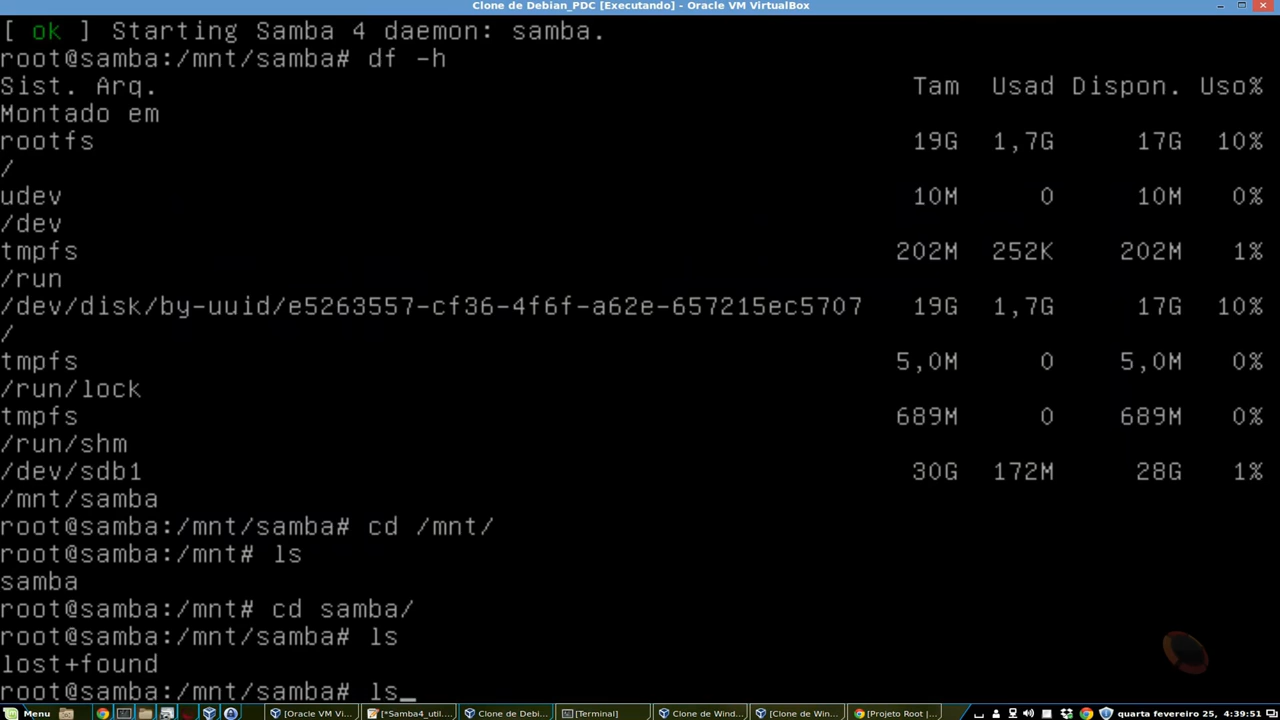 Clone de Debian_PDC [Executando] - Oracle VM VirtualBox
[ ok ] Starting Samba 4 daemon: samba.
root@samba:/mnt/samba# df -h
Sist. Arq. Tam Usad Dispon. Uso%
Montado em
rootfs 19G 1,7G 17G 10%
/
udev 10M 0 10M 0%
/dev
tmpfs 202M 252K 202M 1%
/run
/dev/disk/by-uuid/e5263557-cf36-4f6f-a62e-657215ec5707 19G 1,7G 17G 10%
/
tmpfs 5,0M 0 5,0M 0%
/run/lock
tmpfs 689M 0 689M 0%
/run/shm
/dev/sdb1 30G 172M 28G 1%
/mnt/samba
root@samba:/mnt/samba# cd /mnt/
root@samba:/mnt# ls
samba
root@samba:/mnt# cd samba/
root@samba:/mnt/samba# ls
lost+found
root@samba:/mnt/samba# ls_
Menu [Oracle VM Vi... [*Samba4_util.... Clone de Debi... [Terminal] Clone de Wind... [Clone de Win... [Projeto Root |... quarta fevereiro 25, 4:39:51